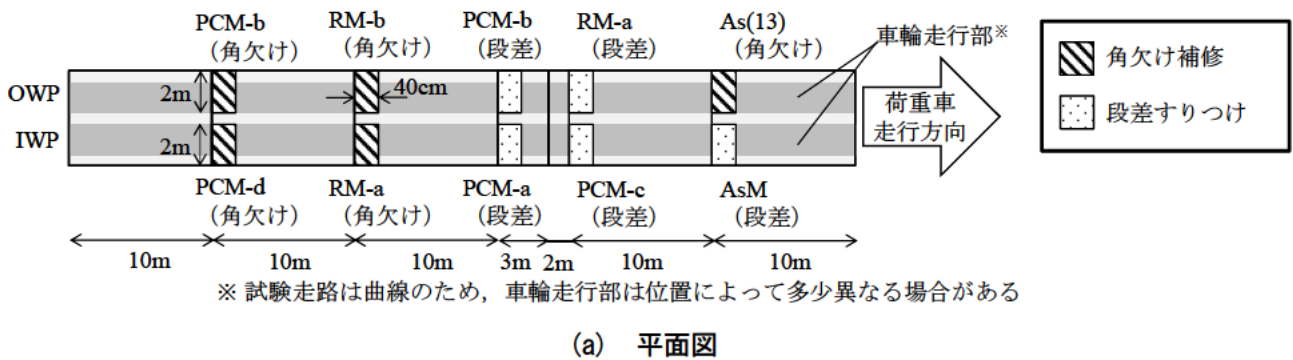 PCM-b RM-b PCM-b RM-a As(13)
(角欠け) (角欠け) (段差) (段差) (角欠け)
車輪走行部※
OWP 2m 40cm
IWP 2m
荷重車
走行方向
角欠け補修
段差すりつけ
PCM-d RM-a PCM-a PCM-c AsM
(角欠け) (角欠け) (段差) (段差) (段差)
10m 10m 10m 3m 2m 10m 10m
※ 試験走路は曲線のため,車輪走行部は位置によって多少異なる場合がある
(a) 平面図